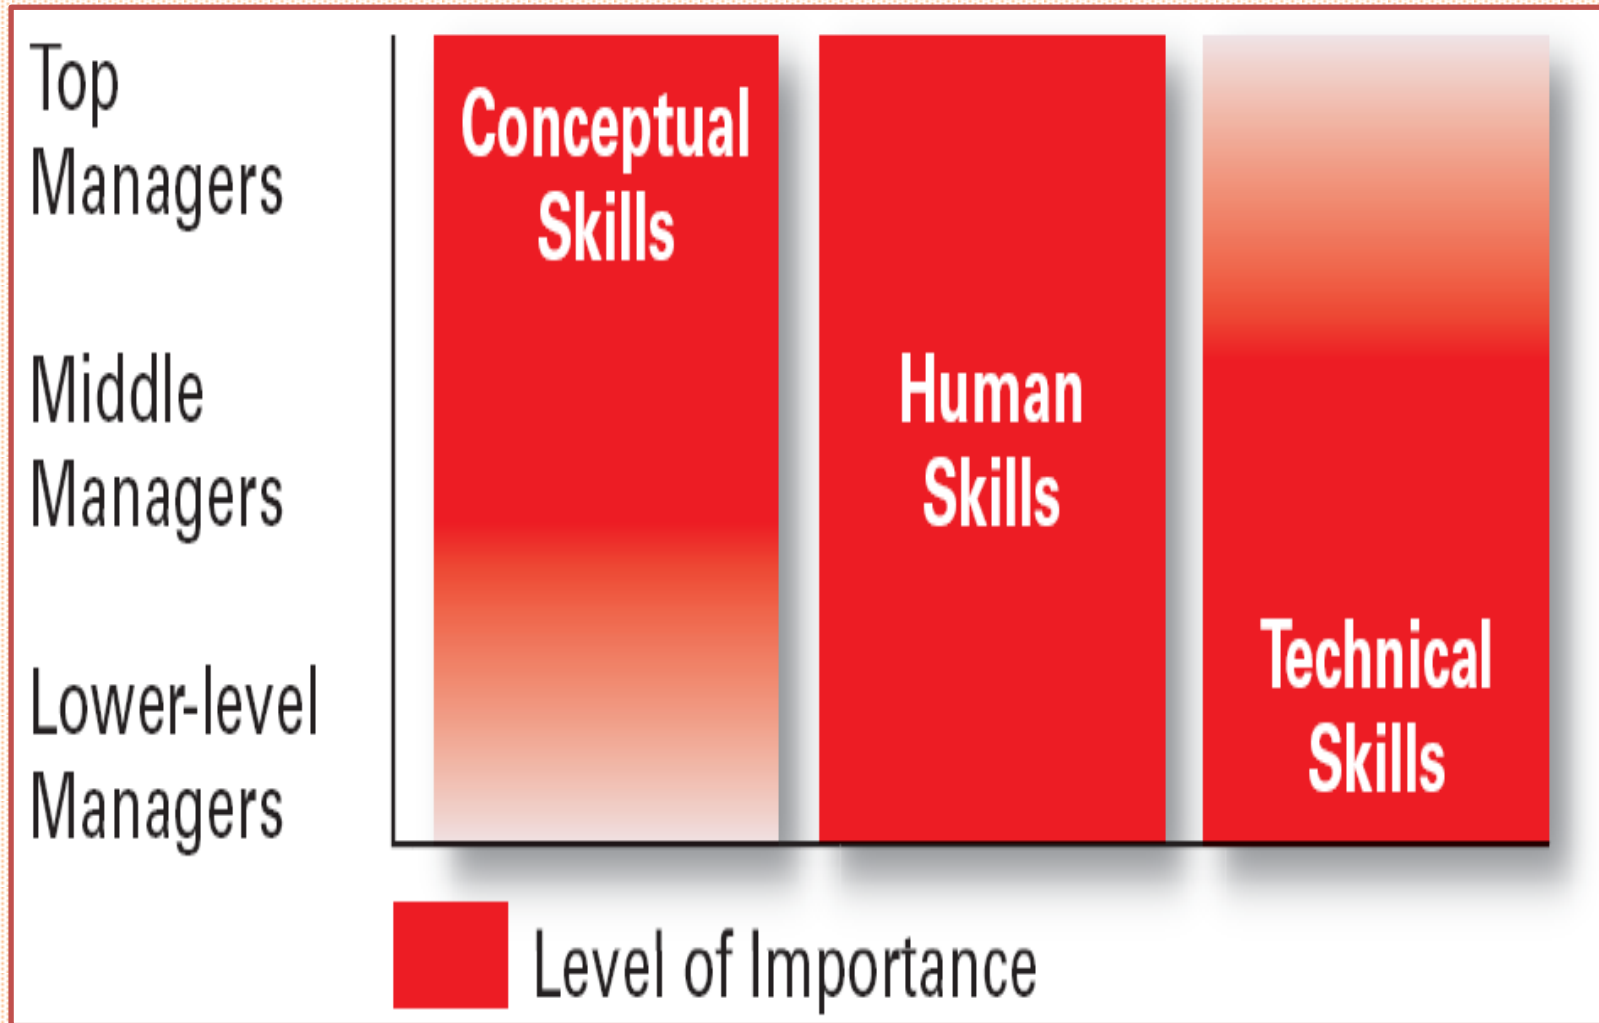 Top
Managers
Middle
Managers
Lower-level
Managers
Conceptual
Skills
Human
Skills
Technical
Skills
Level of Importance